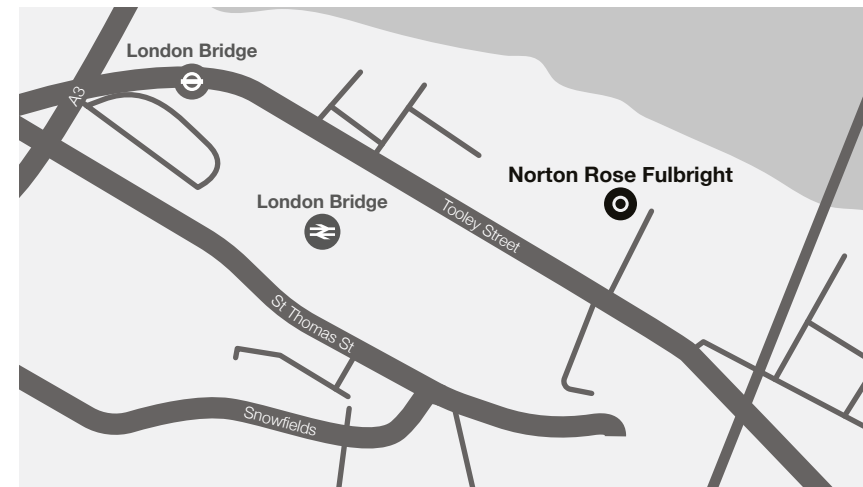 London Bridge
A3
Norton Rose Fulbright
London Bridge
Tooley Street
St Thomas St
Snowfields